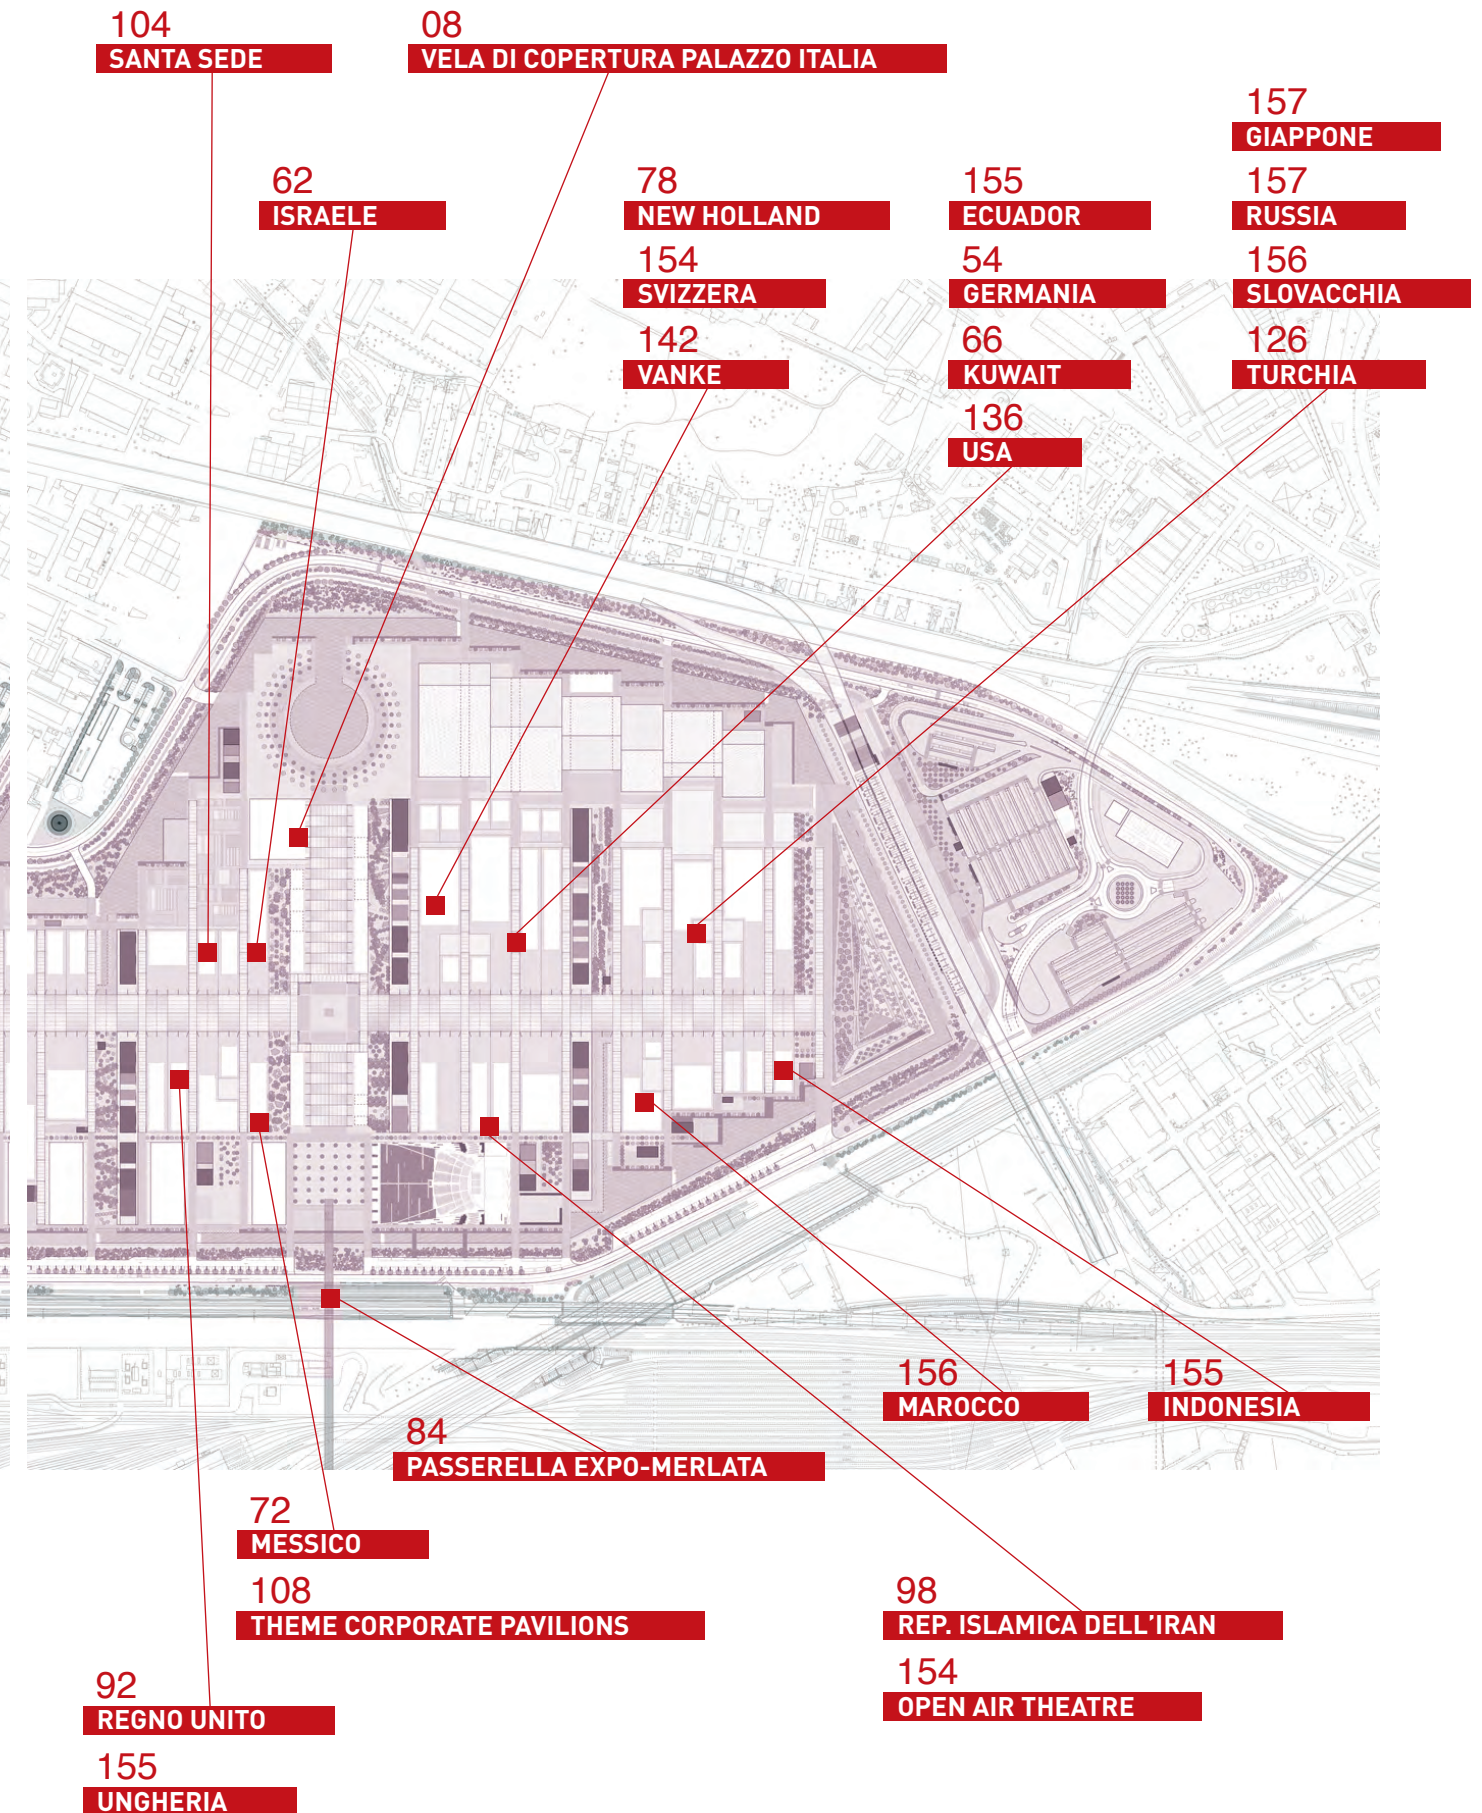 104
SANTA SEDE
08
VELA DI COPERTURA PALAZZO ITALIA
157
GIAPPONE
62
ISRAELE
78
NEW HOLLAND
155
ECUADOR
157
RUSSIA
154
SVIZZERA
54
GERMANIA
156
SLOVACCHIA
142
VANKE
66
KUWAIT
126
TURCHIA
136
USA
156
MAROCCO
155
INDONESIA
84
PASSERELLA EXPO-MERLATA
72
MESSICO
108
THEME CORPORATE PAVILIONS
98
REP. ISLAMICA DELL'IRAN
154
OPEN AIR THEATRE
92
REGNO UNITO
155
UNGHERIA